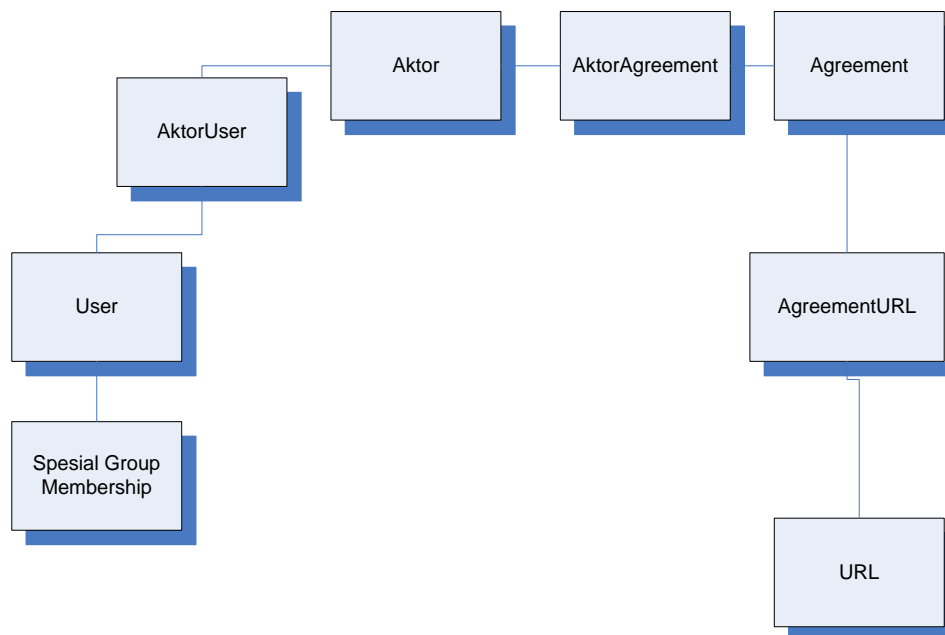 Aktor
AktorAgreement
Agreement
AktorUser
User
AgreementURL
Spesial Group
Membership
URL